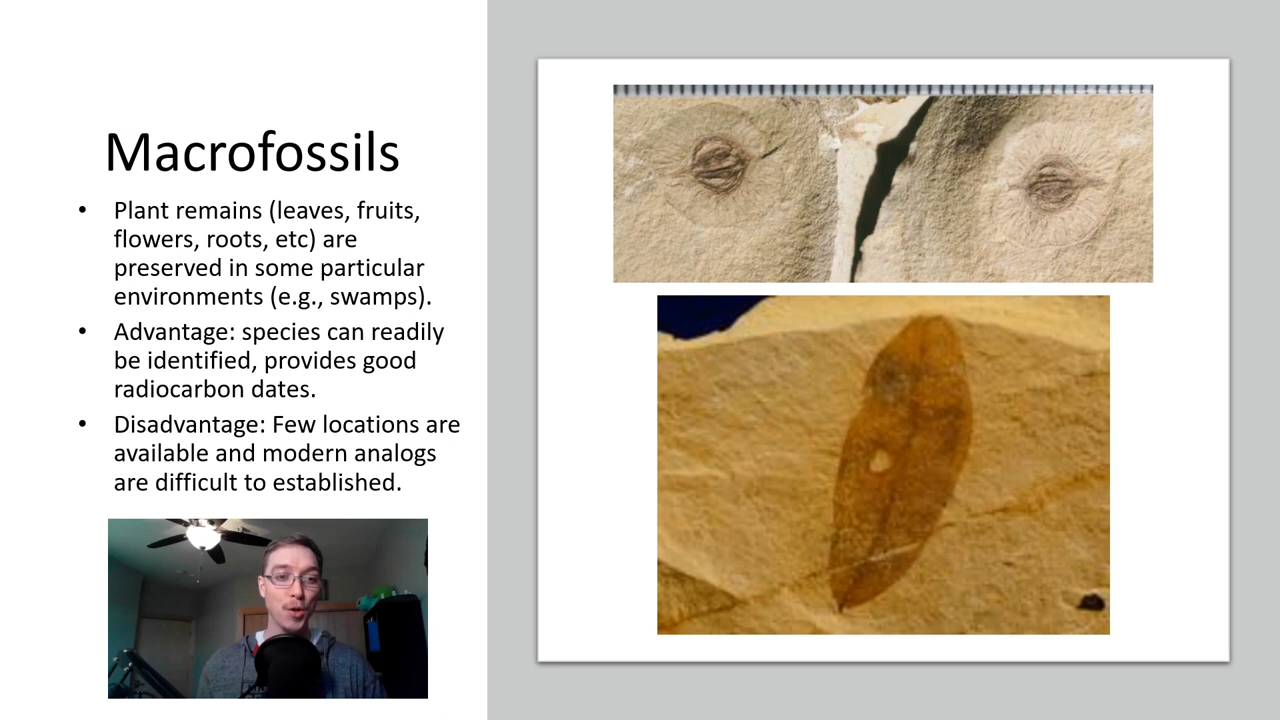 Macrofossils
• Plant remains (leaves, fruits,
flowers, roots, etc) are
preserved in some particular
environments (e.g., swamps).
• Advantage: species can readily
be identified, provides good
radiocarbon dates.
• Disadvantage: Few locations are
available and modern analogs
are difficult to established.